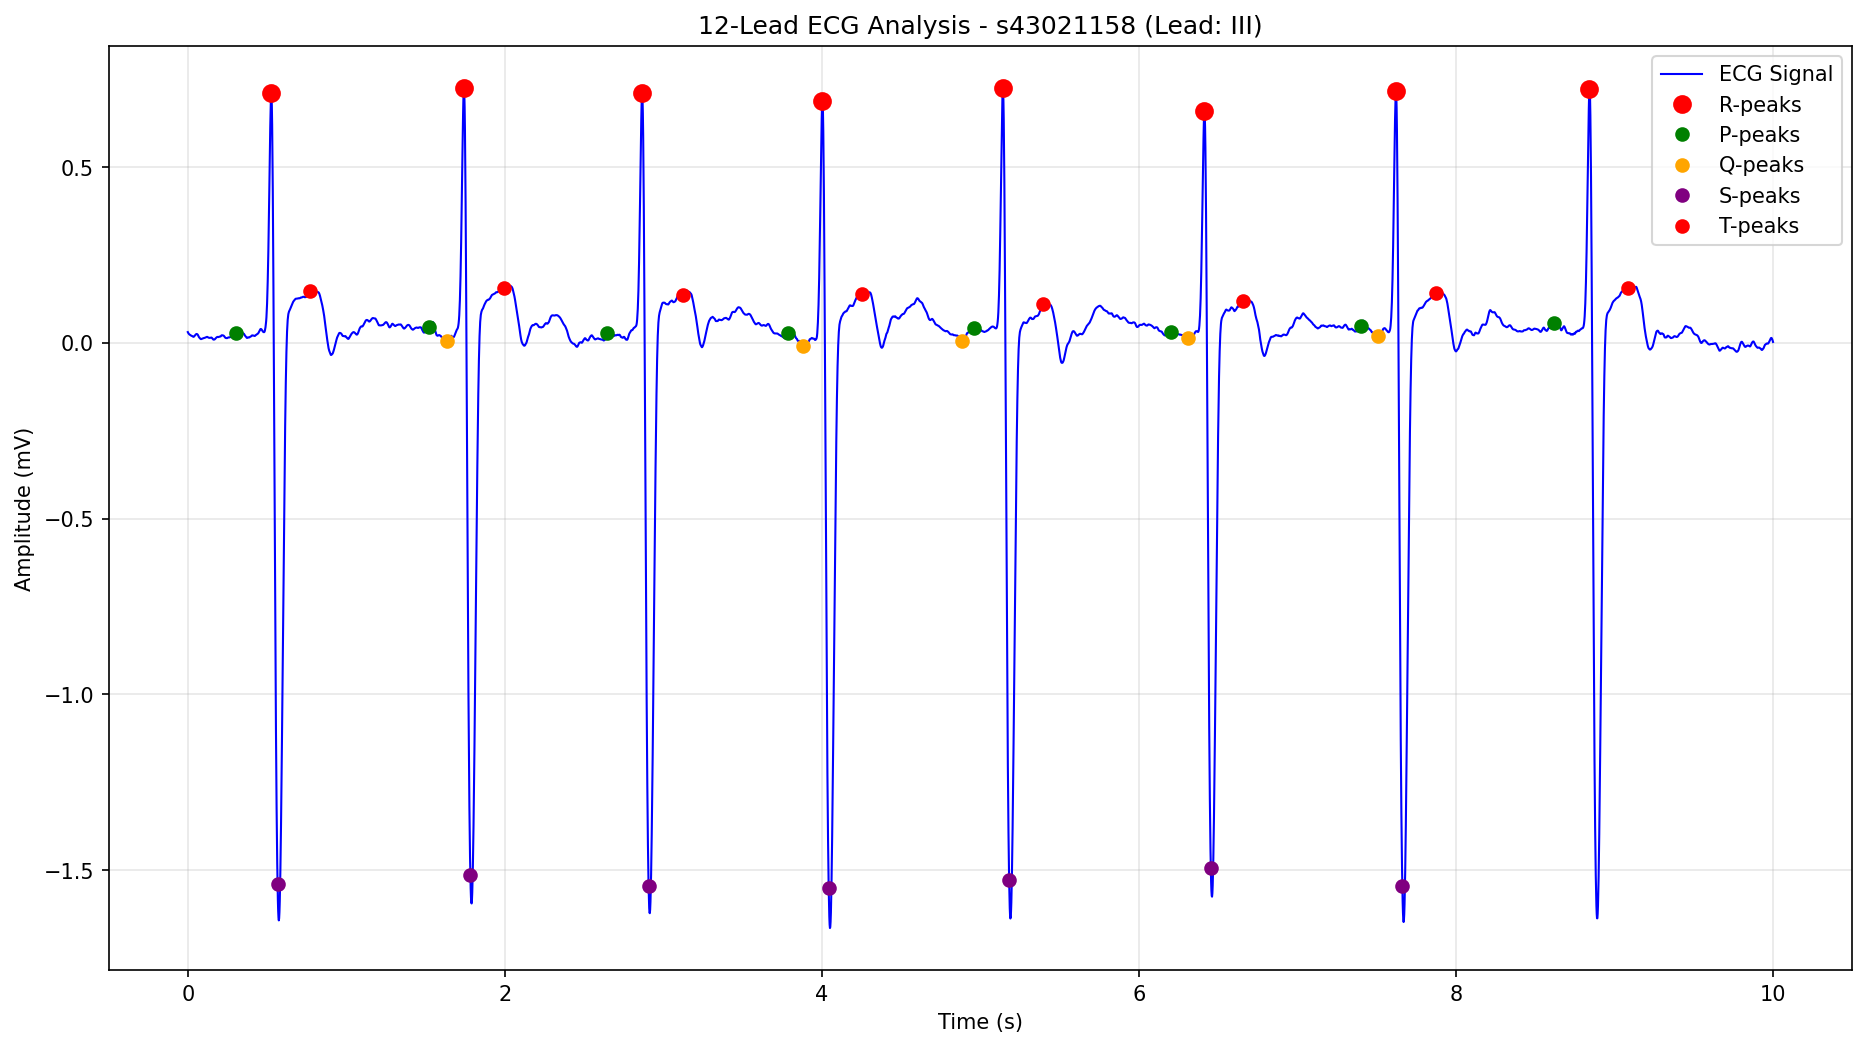 12-Lead ECG Analysis - s43021158 (Lead: III)
ECG Signal
R-peaks
P-peaks
Q-peaks
S-peaks
T-peaks
Amplitude (mV)
0.5
0.0
−0.5
−1.0
−1.5
0 2 4 6 8 10
Time (s)